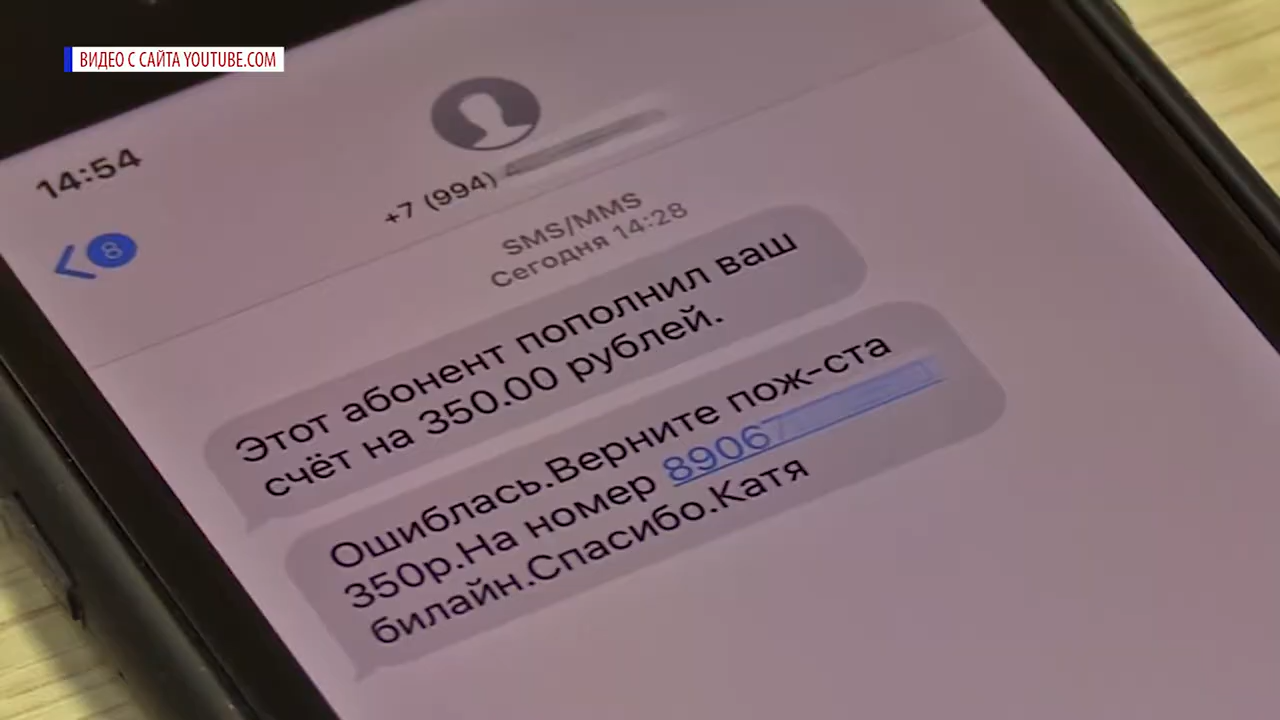 ВИДЕО С САЙТА YOUTUBE.COM
14:54
8
+7 (994)
SMS/MMS
Сегодня 14:28
Этот абонент пополнил ваш
счёт на 350.00 рублей.
Ошиблась.Верните пож-ста
350р.На номер 89067
билайн.Спасибо.Катя